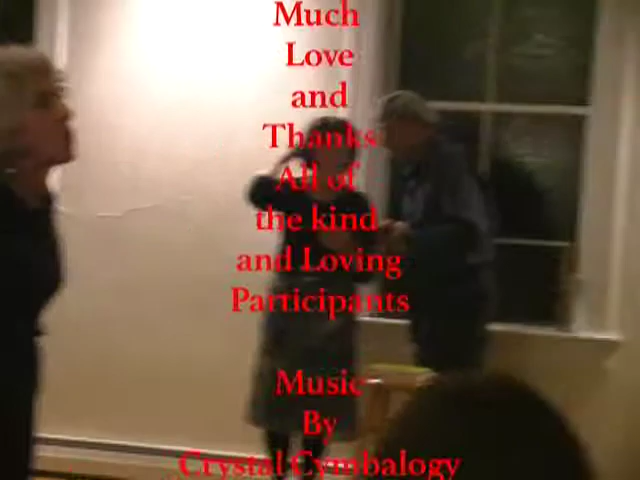 Much
Love
and
Thanks
All of
the kind
and Loving
Participants
Music
By
Crystal Cymbalogy